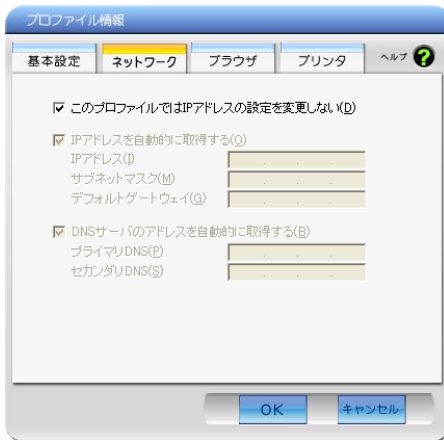 プロファイル情報
基本設定 ネットワーク ブラウザ プリンタ ヘルプ ?
このプロファイルではIPアドレスの設定を変更しない(D)
IPアドレスを自動的に取得する(O)
IPアドレス(I)
サブネットマスク(M)
デフォルトゲートウェイ(G)
DNSサーバのアドレスを自動的に取得する(B)
プライマリDNS(P)
セカンダリDNS(S)
OK キャンセル